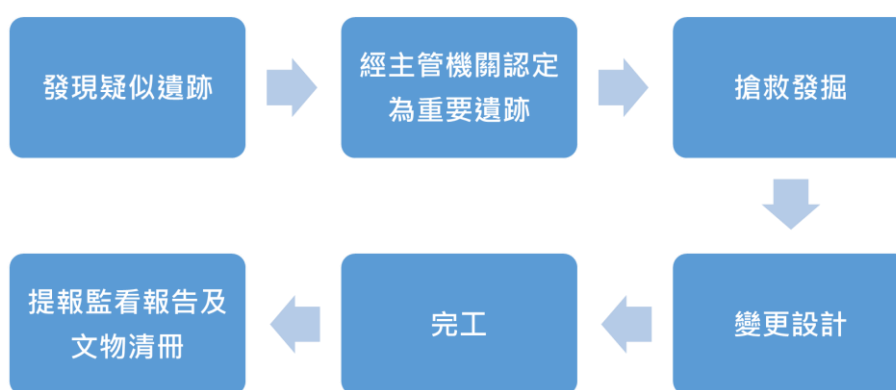 發現疑似遺跡
經主管機關認定
為重要遺跡
搶救發掘
變更設計
完工
提報監看報告及
文物清冊